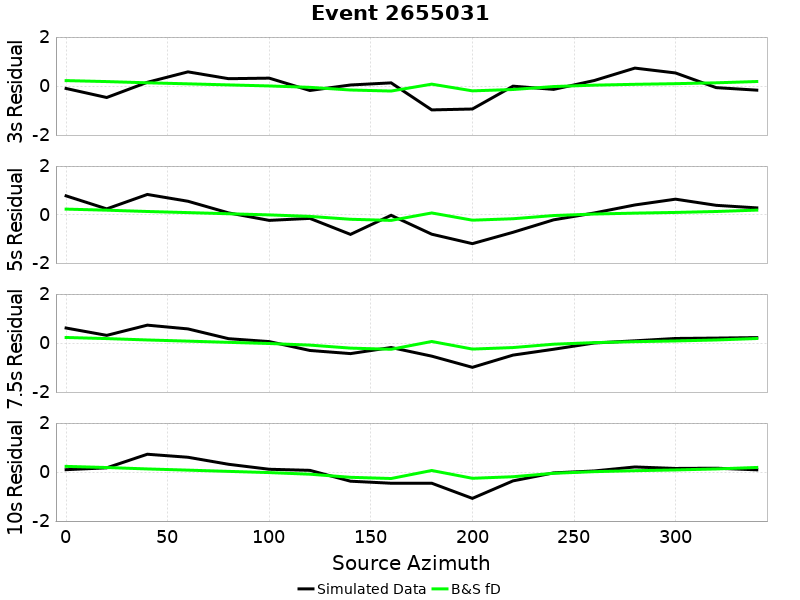 Event 2655031
3s Residual
2
0
-2
5s Residual
2
0
-2
7.5s Residual
2
0
-2
10s Residual
2
0
-2
0 50 100 150 200 250 300
Source Azimuth
Simulated Data B&S fD